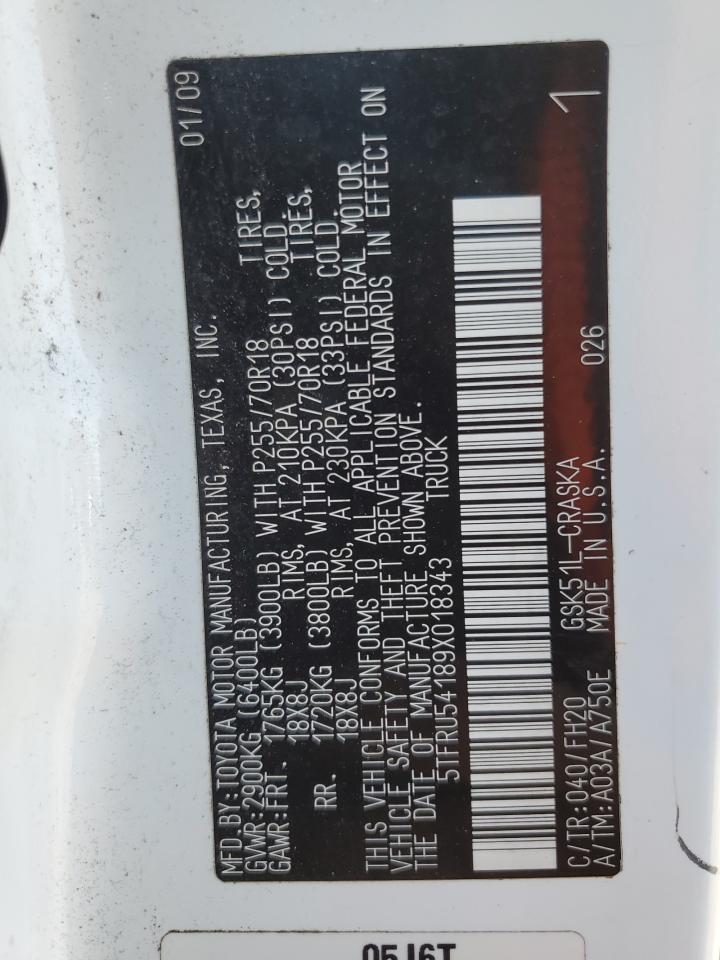 MFD.BY:TOYOTA MOTOR MANUFACTURING, TEXAS, INC. 01/09
GVWR:2900KG (6400LB)
GAWR:FRT. 1765KG (3900LB) WITH P255/70R18 TIRES,
18X8J RIMS, AT 210KPA (30PSI) COLD.
RR. 1720KG (3800LB) WITH P255/70R18 TIRES,
18X8J RIMS, AT 230KPA (33PSI) COLD.
THIS VEHICLE CONFORMS TO ALL APPLICABLE FEDERAL MOTOR
VEHICLE SAFETY AND THEFT PREVENTION STANDARDS IN EFFECT ON
THE DATE OF MANUFACTURE SHOWN ABOVE.
5TFRU54189X018343 TRUCK
C/TR:040/FH20 GSK51L-CRASKA 026 1
A/TM:A03A/A750E MADE IN U.S.A.